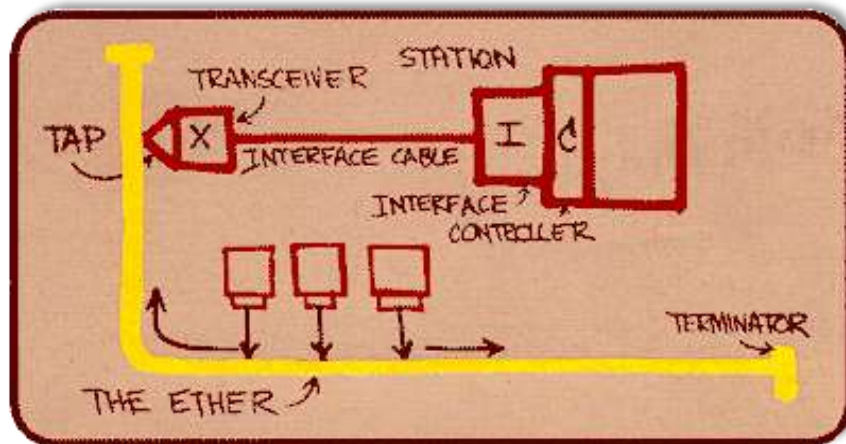 STATION
TRANSCEIVER
TAP
X
I
C
INTERFACE CABLE
INTERFACE
CONTROLLER
TERMINATOR
THE ETHER